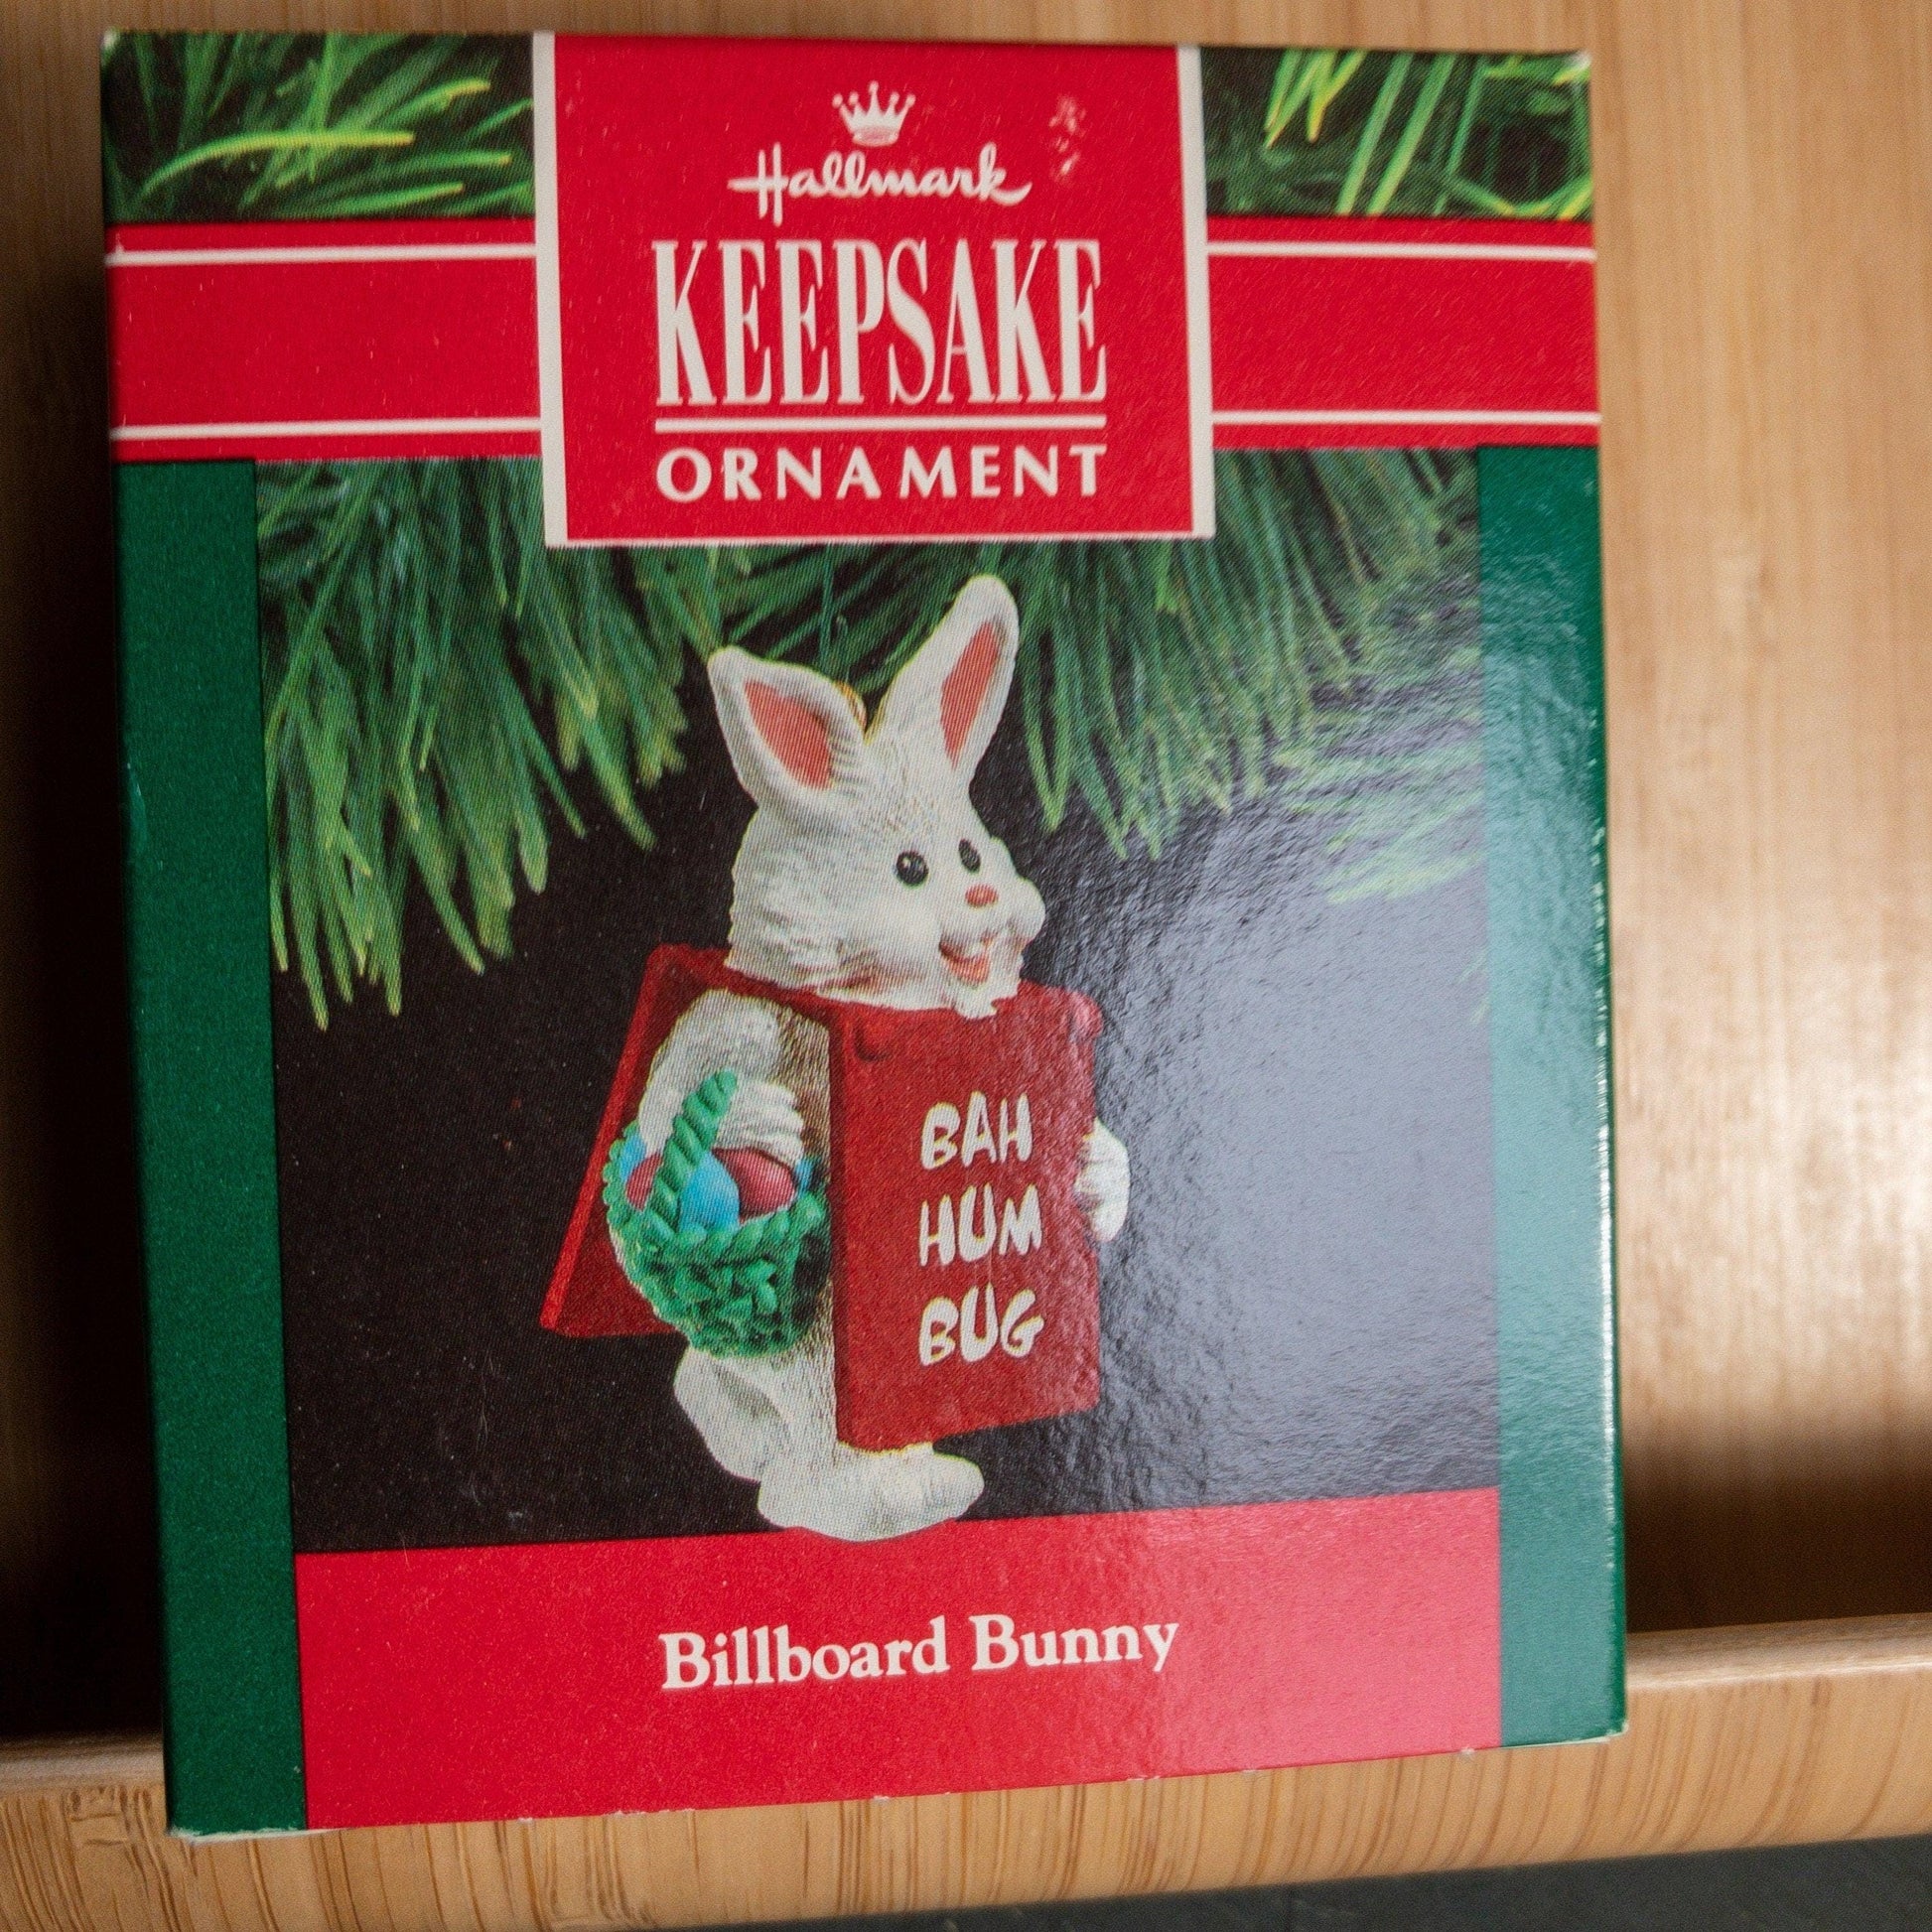 Hallmark
KEEPSAKE
ORNAMENT
BAH
HUM
BUG
Billboard Bunny